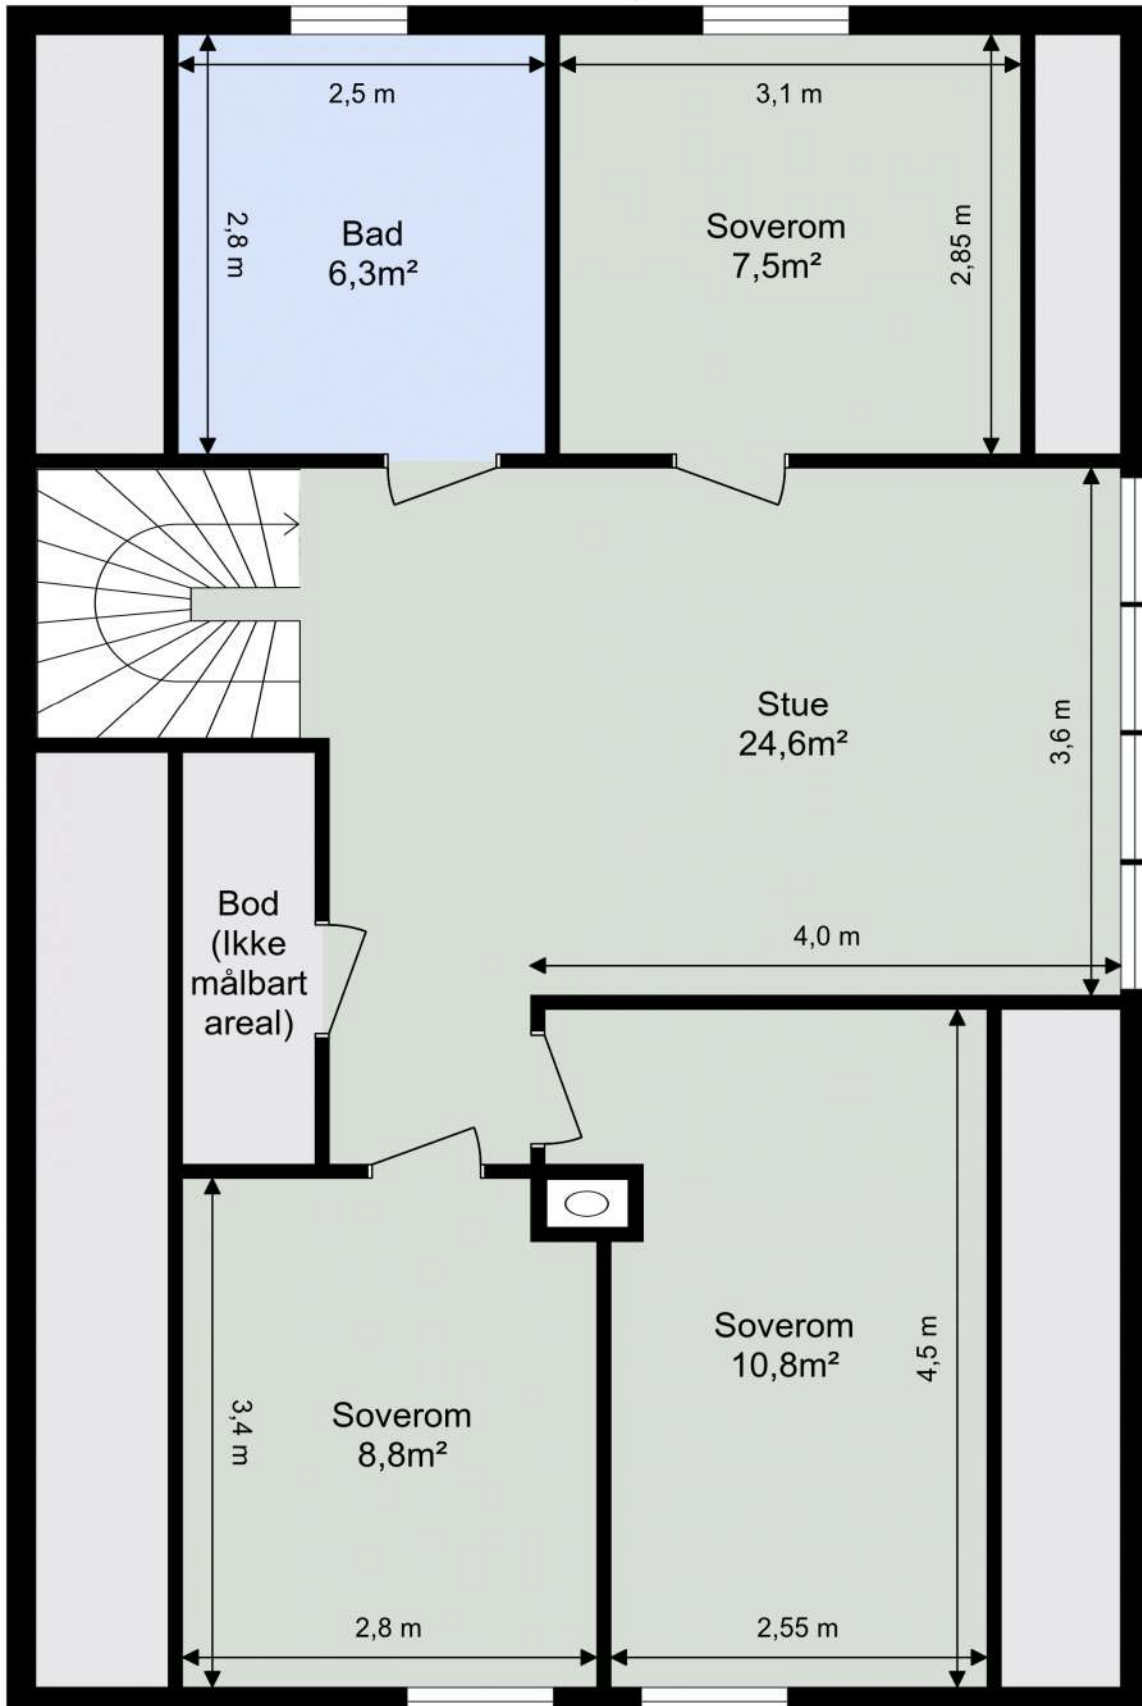 2,5 m
3,1 m
2,8 m
Bad
6,3m²
Soverom
7,5m²
2,85 m
Stue
24,6m²
3,6 m
Bod
(Ikke
målbart
areal)
4,0 m
Soverom
10,8m²
4,5 m
3,4 m
Soverom
8,8m²
2,8 m
2,55 m